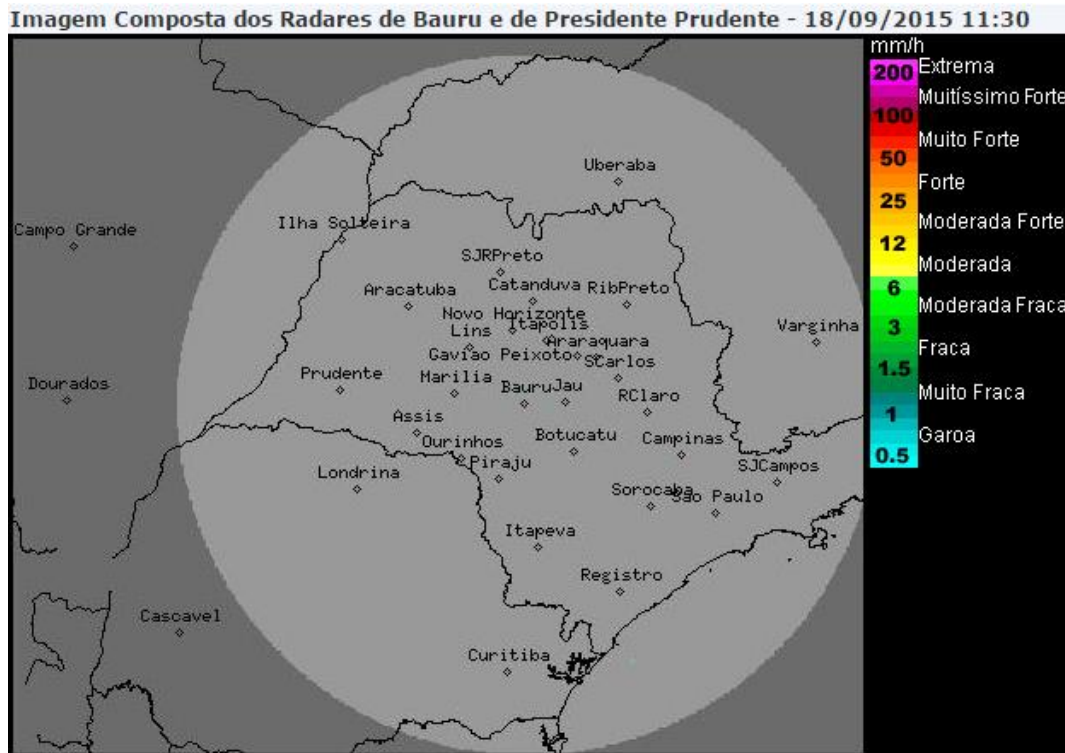 Imagem Composta dos Radares de Bauru e de Presidente Prudente - 18/09/2015 11:30
mm/h
200 Extrema
Muitíssimo Forte
100
Muito Forte
50
Forte
25
Moderada Forte
12
Moderada
6
Moderada Fraca
3
Fraca
1.5
Muito Fraca
1
Garoa
0.5
Uberaba
Ilha Solteira
Campo Grande
SJRPreto
Catanduva
RibPreto
Aracatuba
Novo Horizonte
Itapolis
Lins
Araraquara
Varginha
Gaviao Peixoto
SCarlos
Prudente
Marilia
Dourados
Bauru
Jau
RClaro
Assis
Ourinhos
Botucatu
Campinas
Piraju
SJCampos
Londrina
Sorocaba
Sao Paulo
Itapeva
Registro
Cascavel
Curitiba